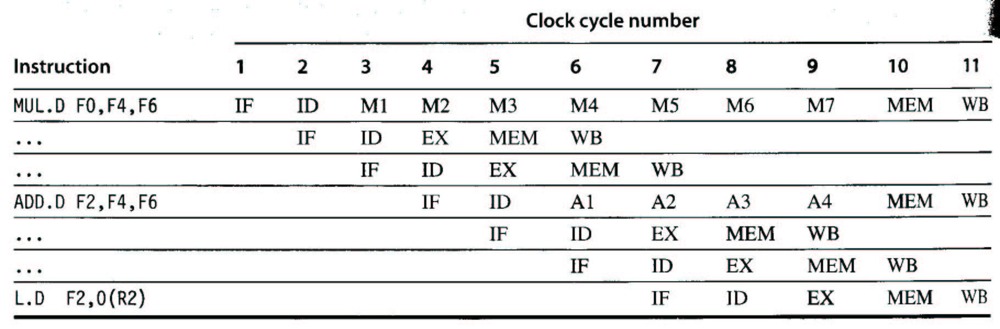 Clock cycle number
Instruction 1 2 3 4 5 6 7 8 9 10 11
MUL.D F0,F4,F6 IF ID M1 M2 M3 M4 M5 M6 M7 MEM WB
... IF ID EX MEM WB
... IF ID EX MEM WB
ADD.D F2,F4,F6 IF ID A1 A2 A3 A4 MEM WB
... IF ID EX MEM WB
... IF ID EX MEM WB
L.D F2,0(R2) IF ID EX MEM WB